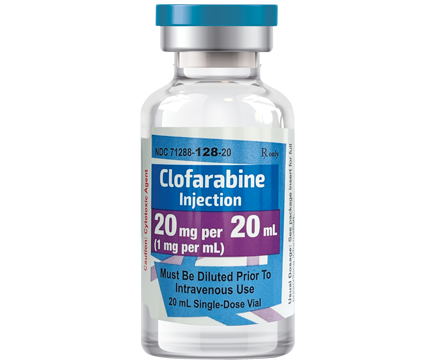 NDC 71288-128-20
Rx only
Clofarabine
Injection
20 mg per 20 mL
(1 mg per mL)
Must Be Diluted Prior To
Intravenous Use
20 mL Single-Dose Vial
Caution: Cytotoxic Agent
Usual Dosage: See package insert for full